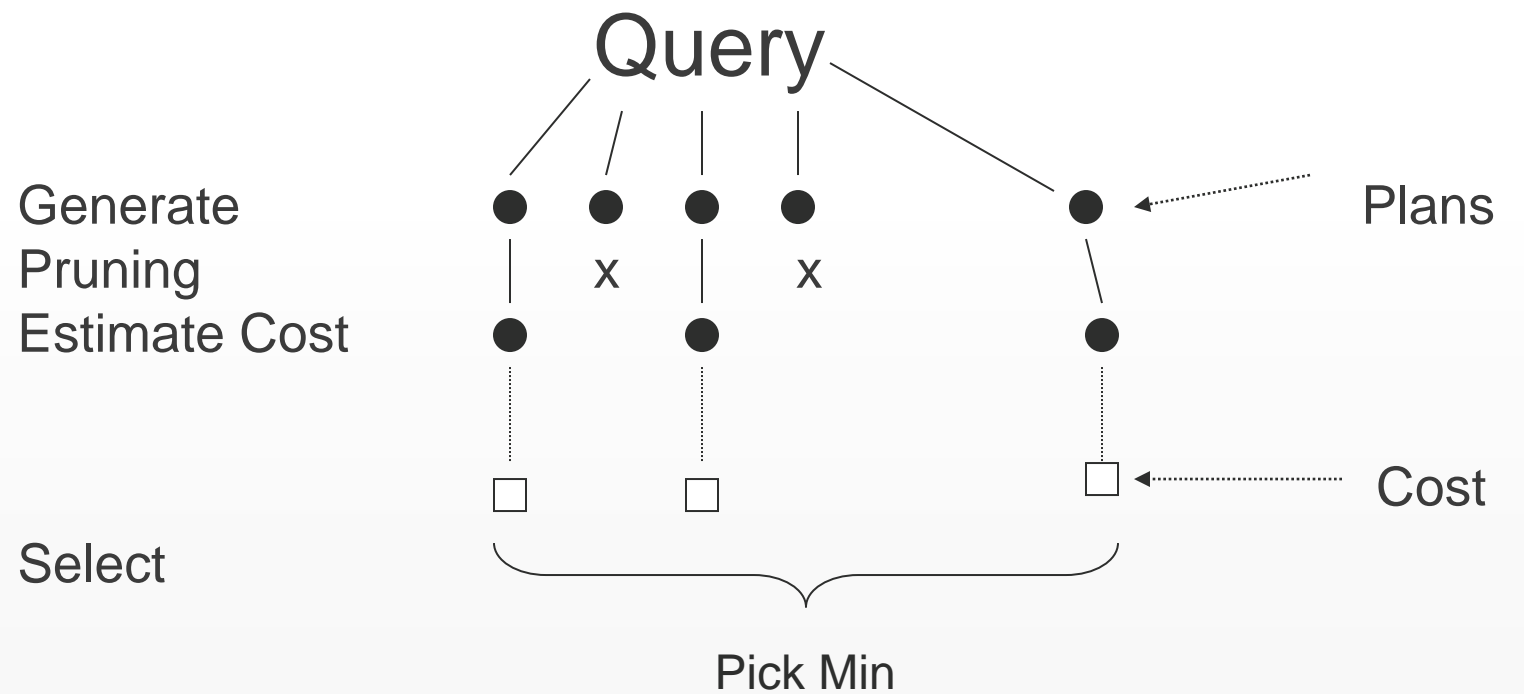 Query
Generate
Plans
Pruning
x
x
Estimate Cost
Cost
Select
Pick Min